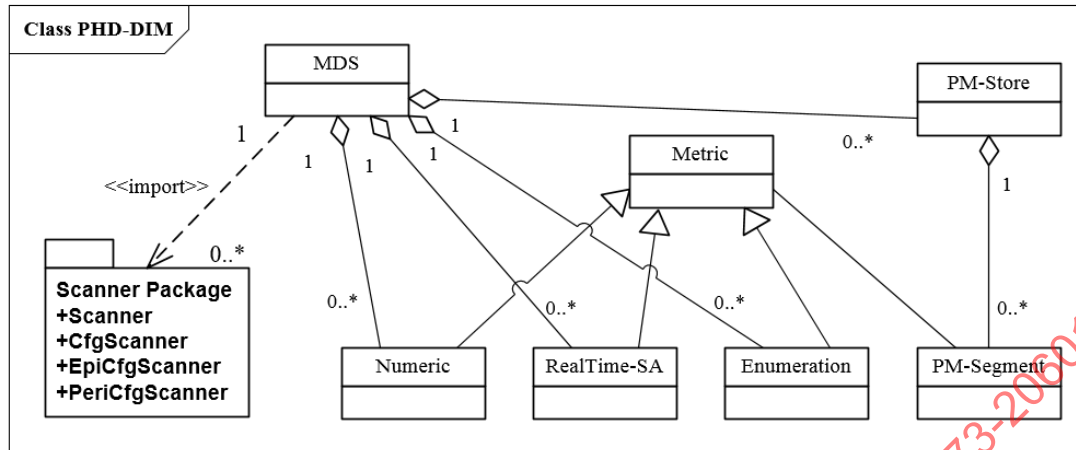 Class PHD-DIM
MDS
PM-Store
1
1
1
1
1
0..*
Metric
1
<<import>>
0..*
Scanner Package
+Scanner
+CfgScanner
+EpiCfgScanner
+PeriCfgScanner
0..*
0..*
0..*
0..*
Numeric
RealTime-SA
Enumeration
PM-Segment